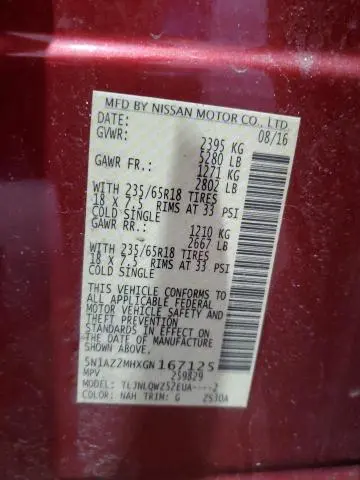 MFD BY NISSAN MOTOR CO., LTD
DATE: 08/16
GVWR: 2395 KG
5280 LB
GAWR FR.: 1271 KG
2802 LB
WITH 235/65R18 TIRES
18 X 7.5 RIMS AT 33 PSI
COLD SINGLE
GAWR RR.: 1210 KG
2667 LB
WITH 235/65R18 TIRES
18 X 7.5 RIMS AT 33 PSI
COLD SINGLE
THIS VEHICLE CONFORMS TO
ALL APPLICABLE FEDERAL
MOTOR VEHICLE SAFETY AND
THEFT PREVENTION
STANDARDS IN EFFECT ON
THE DATE OF MANUFACTURE
SHOWN ABOVE.
5N1AZ2MHXGN167125
MPV 259829
MODEL: TLJNLQWZ52EUA----2
COLOR: NAH TRIM: G ZS30A